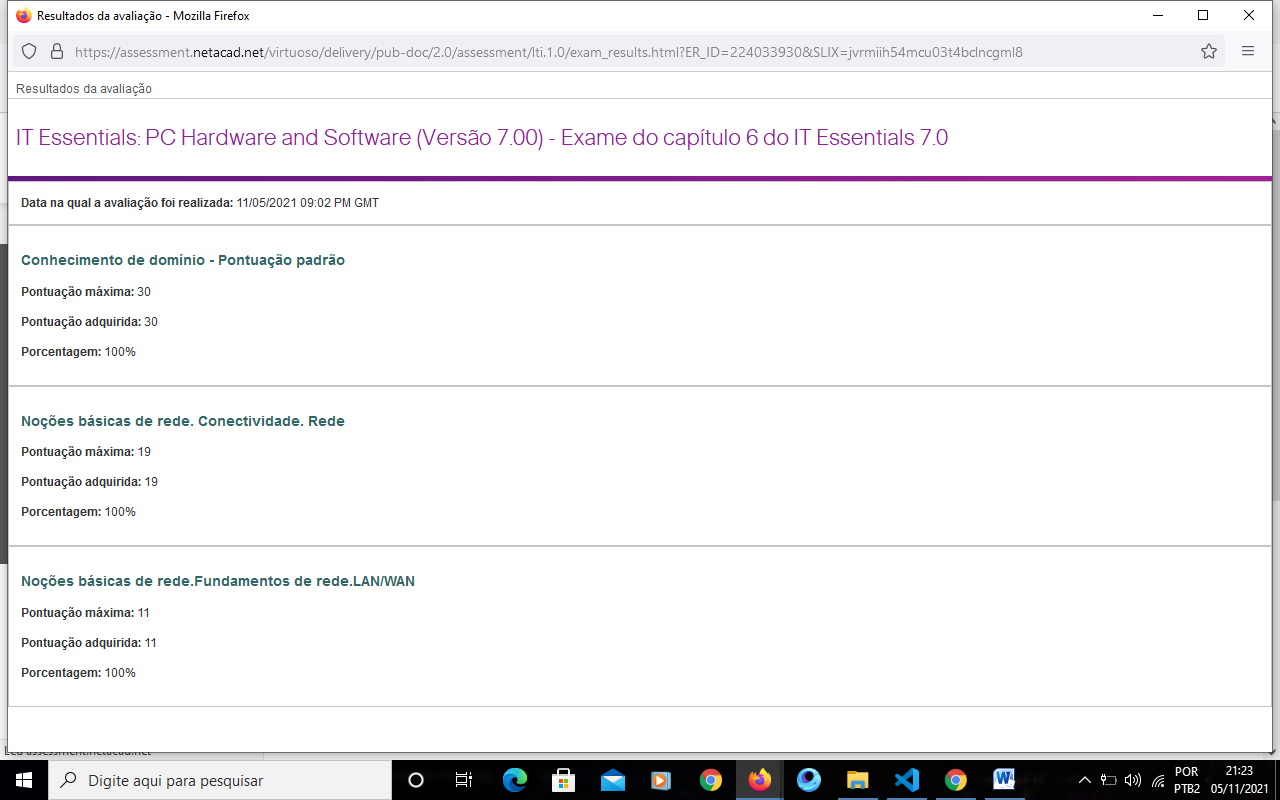 Resultados da avaliação - Mozilla Firefox
https://assessment.netacad.net/virtuoso/delivery/pub-doc/2.0/assessment/lti.1.0/exam_results.html?ER_ID=224033930&SLIX=jvrmiih54mcu03t4bclncgml8
Resultados da avaliação
IT Essentials: PC Hardware and Software (Versão 7.00) - Exame do capítulo 6 do IT Essentials 7.0
Data na qual a avaliação foi realizada: 11/05/2021 09:02 PM GMT
Conhecimento de domínio - Pontuação padrão
Pontuação máxima: 30
Pontuação adquirida: 30
Porcentagem: 100%
Noções básicas de rede. Conectividade. Rede
Pontuação máxima: 19
Pontuação adquirida: 19
Porcentagem: 100%
Noções básicas de rede.Fundamentos de rede.LAN/WAN
Pontuação máxima: 11
Pontuação adquirida: 11
Porcentagem: 100%
Digite aqui para pesquisar
POR
PTB2
21:23
05/11/2021